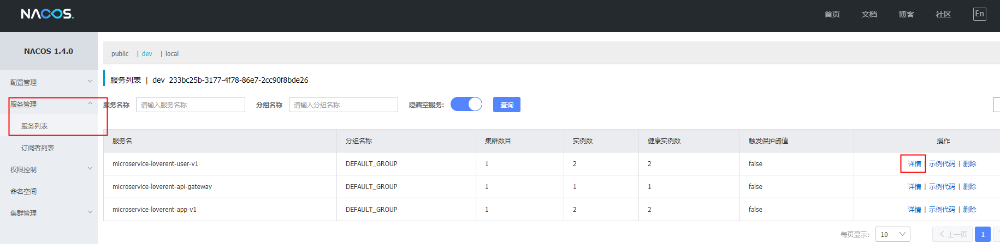 NACOS.
首页 文档 博客 社区 En
NACOS 1.4.0
配置管理
服务管理
服务列表
订阅者列表
权限控制
命名空间
集群管理
public | dev | local
服务列表 | dev 233bc25b-3177-4f78-86e7-2cc90f8bde26
服务名称 请输入服务名称 分组名称 请输入分组名称 隐藏空服务: 查询
服务名 分组名称 集群数目 实例数 健康实例数 触发保护阈值 操作
microservice-loverent-user-v1 DEFAULT_GROUP 1 2 2 false 详情 示例代码 | 删除
microservice-loverent-api-gateway DEFAULT_GROUP 1 1 1 false 详情 | 示例代码 | 删除
microservice-loverent-app-v1 DEFAULT_GROUP 1 2 2 false 详情 | 示例代码 | 删除
每页显示: 10 上一页 1